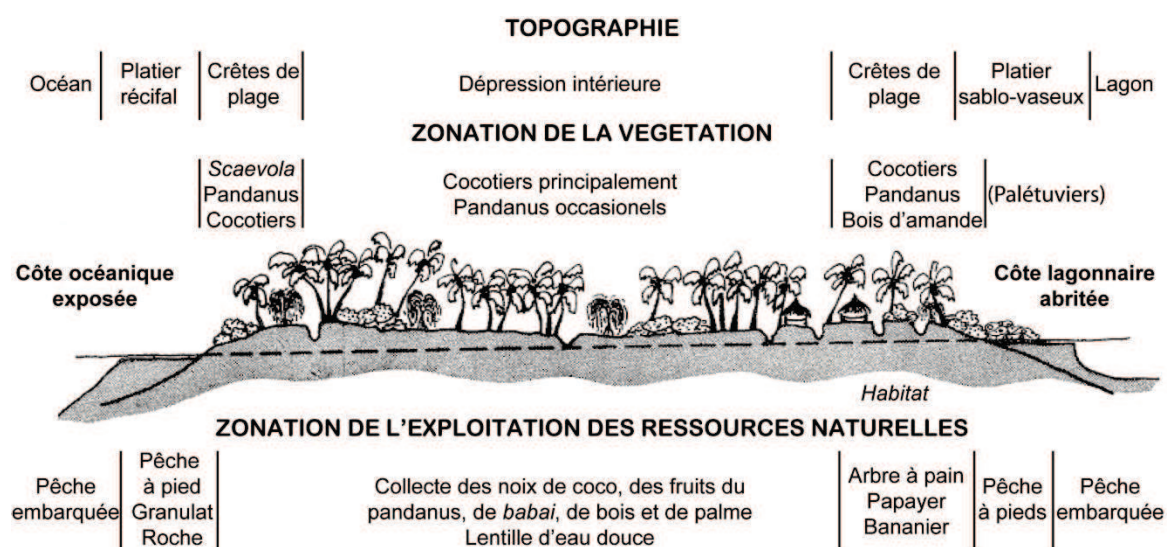 TOPOGRAPHIE
Océan
Platier
récifal
Crêtes de
plage
Dépression intérieure
Crêtes de
plage
Platier
sablo-vaseux
Lagon
ZONATION DE LA VEGETATION
Scaevola
Pandanus
Cocotiers
Cocotiers principalement
Pandanus occasionels
Cocotiers
Pandanus
Bois d'amande
(Palétuviers)
Côte océanique
exposée
Côte lagonnaire
abritée
Habitat
ZONATION DE L'EXPLOITATION DES RESSOURCES NATURELLES
Pêche
embarquée
Pêche
à pied
Granulat
Roche
Collecte des noix de coco, des fruits du
pandanus, de babai, de bois et de palme
Lentille d'eau douce
Arbre à pain
Papayer
Bananier
Pêche
à pieds
Pêche
embarquée